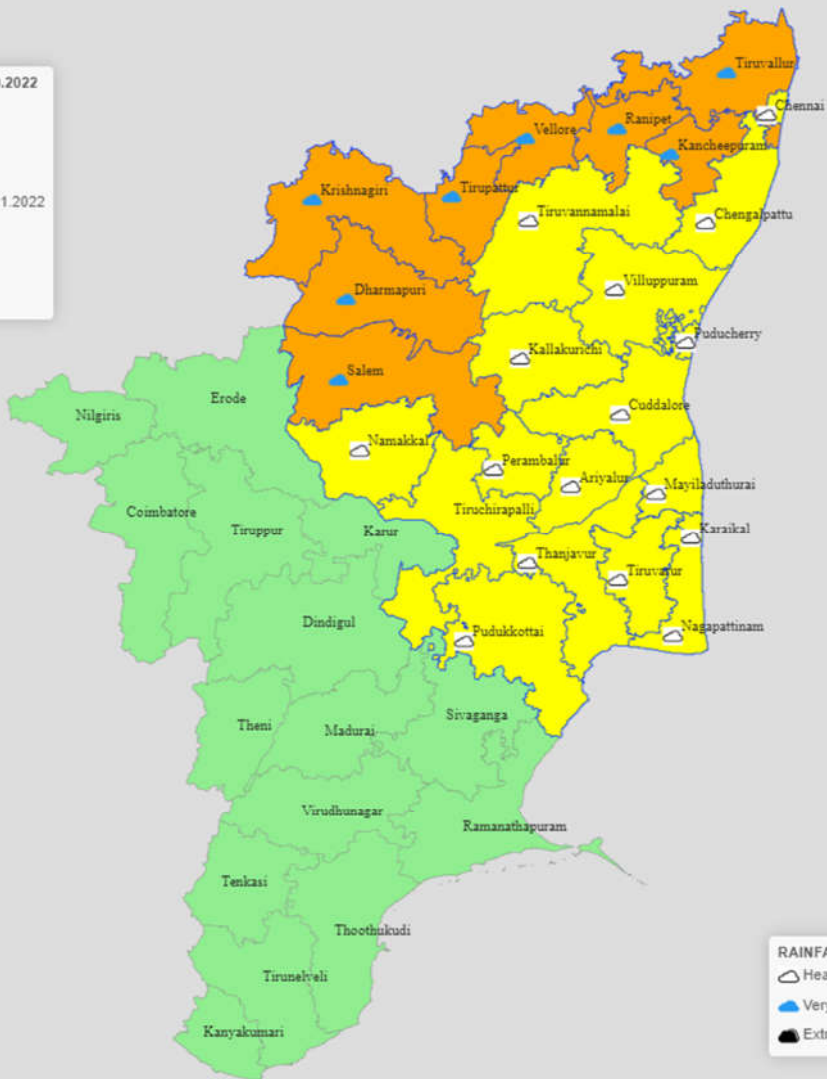 .2022
1.2022
Tiruvallur
Chennai
Ranipet
Vellore
Kancheepuram
Krishnagiri
Tirupattur
Tiruvannamalai
Chengalpattu
Villuppuram
Dharmapuri
Puducherry
Kallakurichi
Salem
Erode
Cuddalore
Nilgiris
Namakkal
Perambalur
Ariyalur
Mayiladuthurai
Coimbatore
Tiruchirapalli
Tiruppur
Karur
Karaikal
Thanjavur
Tiruvarur
Dindigul
Nagapattinam
Pudukkottai
Sivaganga
Theni
Madurai
Virudhunagar
Ramanathapuram
Tenkasi
Thoothukudi
Tirunelveli
Kanyakumari
RAINFA
Hea
Very
Extr